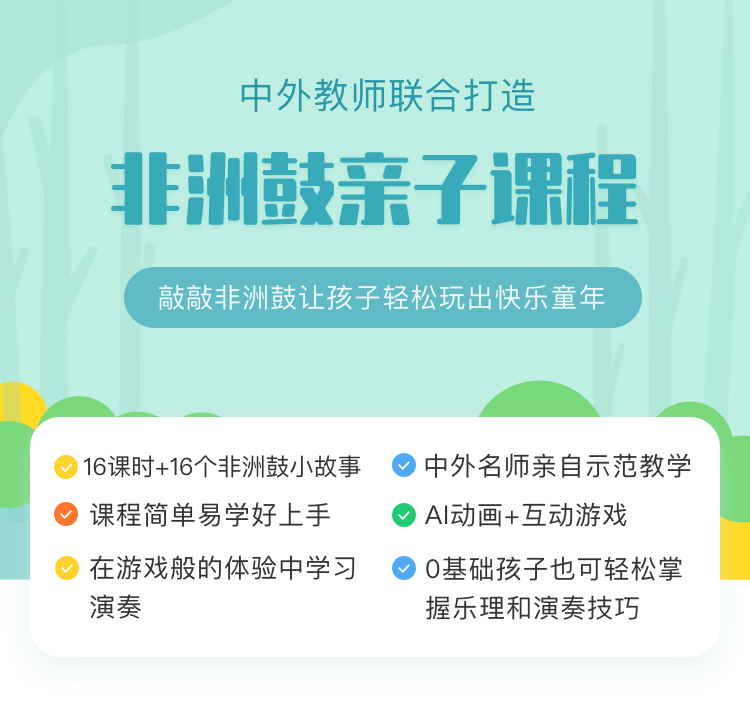 中外教师联合打造
非洲鼓亲子课程
敲敲非洲鼓让孩子轻松玩出快乐童年
16课时+16个非洲鼓小故事
中外名师亲自示范教学
课程简单易学好上手
AI动画+互动游戏
在游戏般的体验中学习
演奏
0基础孩子也可轻松掌
握乐理和演奏技巧